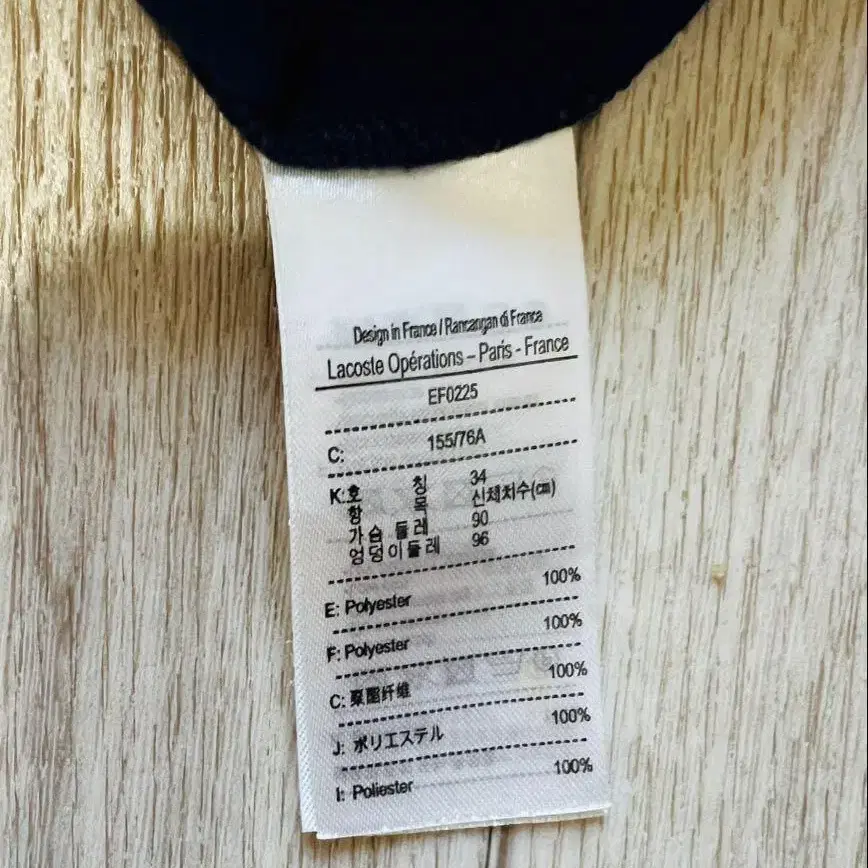 Design in France / Rancangan di France
Lacoste Opérations – Paris - France
EF0225
C: 155/76A
K:호 칭 34
항 목 신체치수(cm)
가슴 둘레 90
엉덩이둘레 96
E: Polyester 100%
F: Polyester 100%
C: 聚酯纤维 100%
J: ポリエステル 100%
I: Poliester 100%